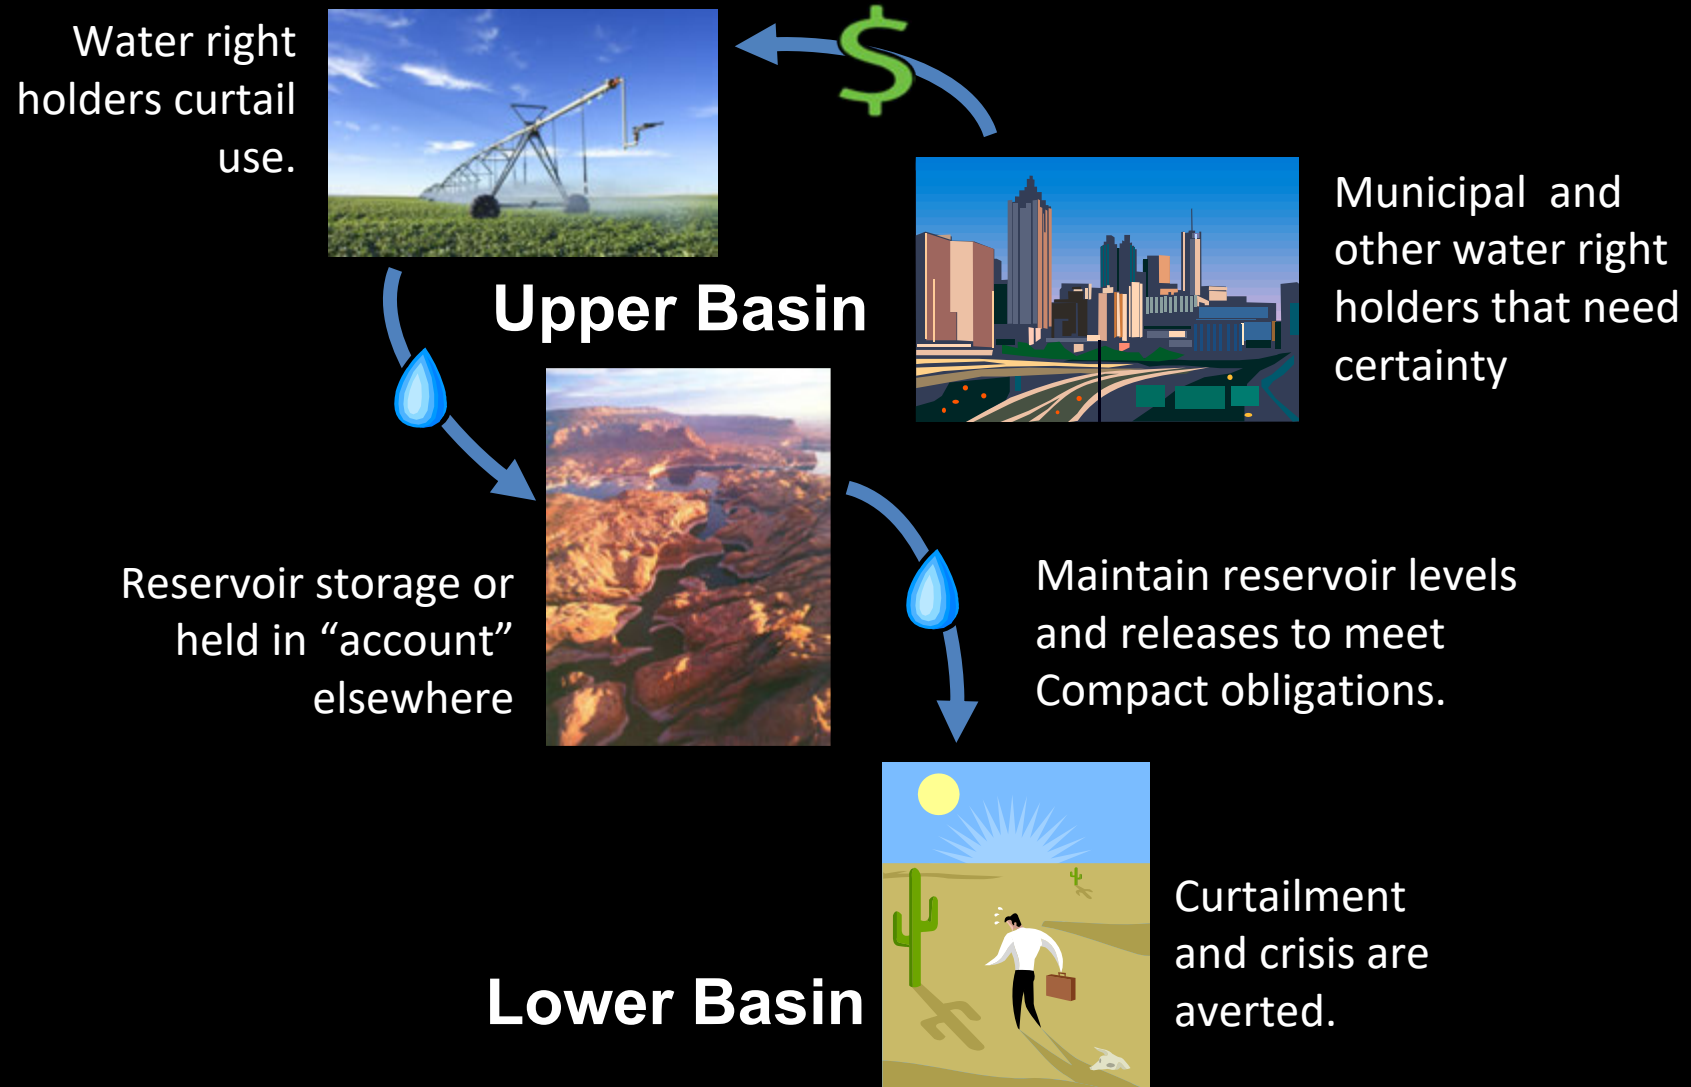 Water right
holders curtail
use.
$
Municipal and
other water right
holders that need
certainty
Upper Basin
Reservoir storage or
held in “account”
elsewhere
Maintain reservoir levels
and releases to meet
Compact obligations.
Curtailment
and crisis are
averted.
Lower Basin